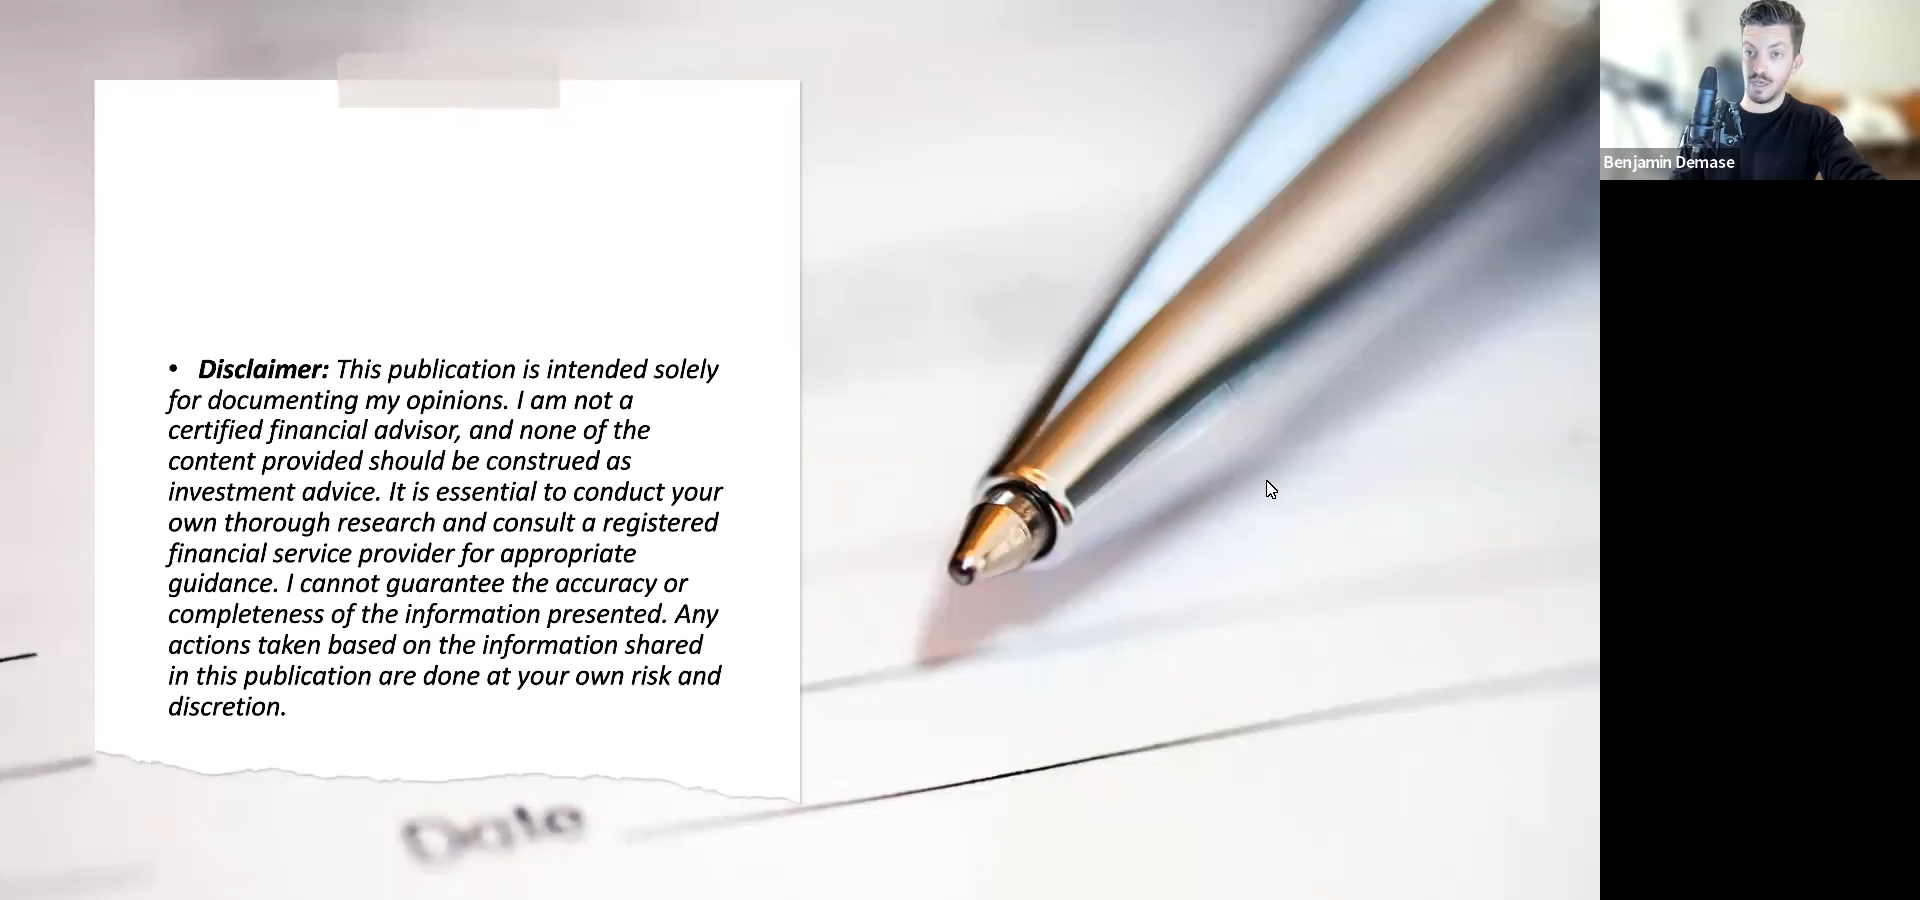 Benjamin Demase
• Disclaimer: This publication is intended solely
for documenting my opinions. I am not a
certified financial advisor, and none of the
content provided should be construed as
investment advice. It is essential to conduct your
own thorough research and consult a registered
financial service provider for appropriate
guidance. I cannot guarantee the accuracy or
completeness of the information presented. Any
actions taken based on the information shared
in this publication are done at your own risk and
discretion.
Date